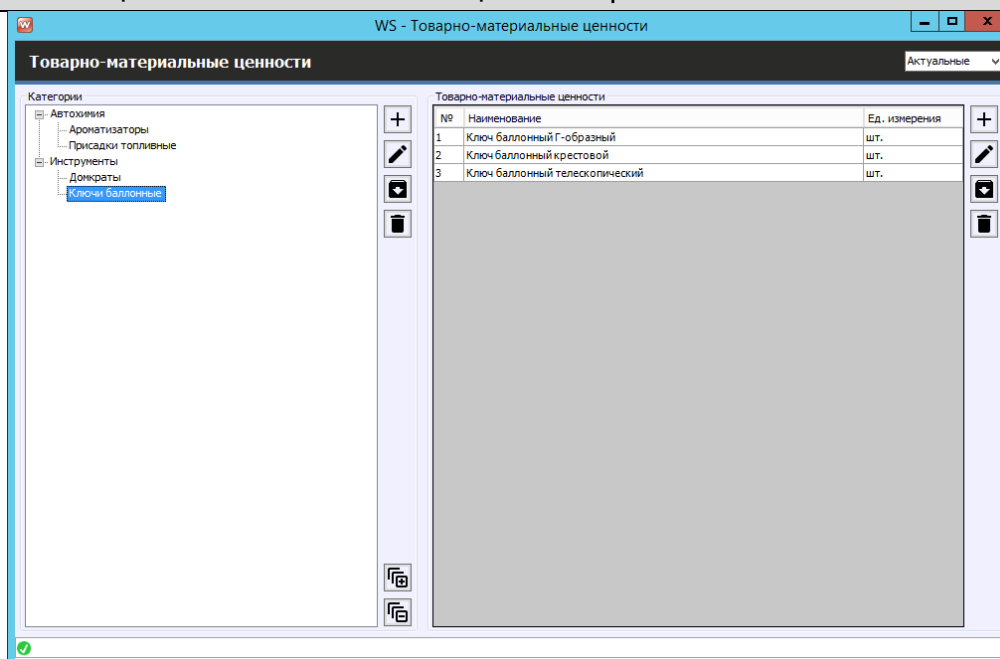 WS - Товарно-материальные ценности
Товарно-материальные ценности
Актуальные
Категории
Автохимия
Ароматизаторы
Присадки топливные
Инструменты
Домкраты
Ключи баллонные
Товарно-материальные ценности
№ Наименование Ед. измерения
1 Ключ баллонный Г-образный шт.
2 Ключ баллонный крестовой шт.
3 Ключ баллонный телескопический шт.